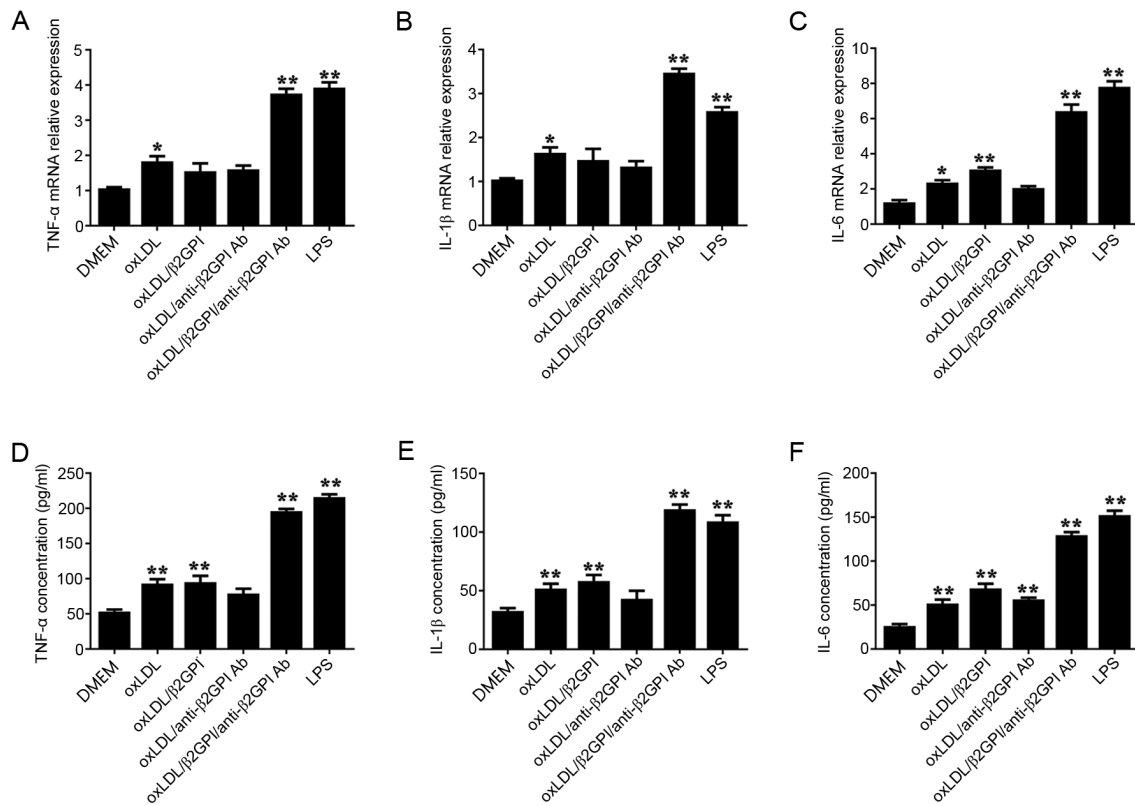 A
TNF-α mRNA relative expression
5
4
3
2
1
0
*
**
**
DMEM
oxLDL
oxLDL/β2GPI
oxLDL/anti-β2GPI Ab
oxLDL/β2GPI/anti-β2GPI Ab
LPS
B
IL-1β mRNA relative expression
4
3
2
1
0
*
**
**
DMEM
oxLDL
oxLDL/β2GPI
oxLDL/anti-β2GPI Ab
oxLDL/β2GPI/anti-β2GPI Ab
LPS
C
IL-6 mRNA relative expression
10
8
6
4
2
0
*
**
**
**
DMEM
oxLDL
oxLDL/β2GPI
oxLDL/anti-β2GPI Ab
oxLDL/β2GPI/anti-β2GPI Ab
LPS
D
TNF-α concentration (pg/ml)
250
200
150
100
50
0
**
**
**
**
DMEM
oxLDL
oxLDL/β2GPI
oxLDL/anti-β2GPI Ab
oxLDL/β2GPI/anti-β2GPI Ab
LPS
E
IL-1β concentration (pg/ml)
150
100
50
0
**
**
**
**
DMEM
oxLDL
oxLDL/β2GPI
oxLDL/anti-β2GPI Ab
oxLDL/β2GPI/anti-β2GPI Ab
LPS
F
IL-6 concentration (pg/ml)
200
150
100
50
0
**
**
**
**
**
DMEM
oxLDL
oxLDL/β2GPI
oxLDL/anti-β2GPI Ab
oxLDL/β2GPI/anti-β2GPI Ab
LPS